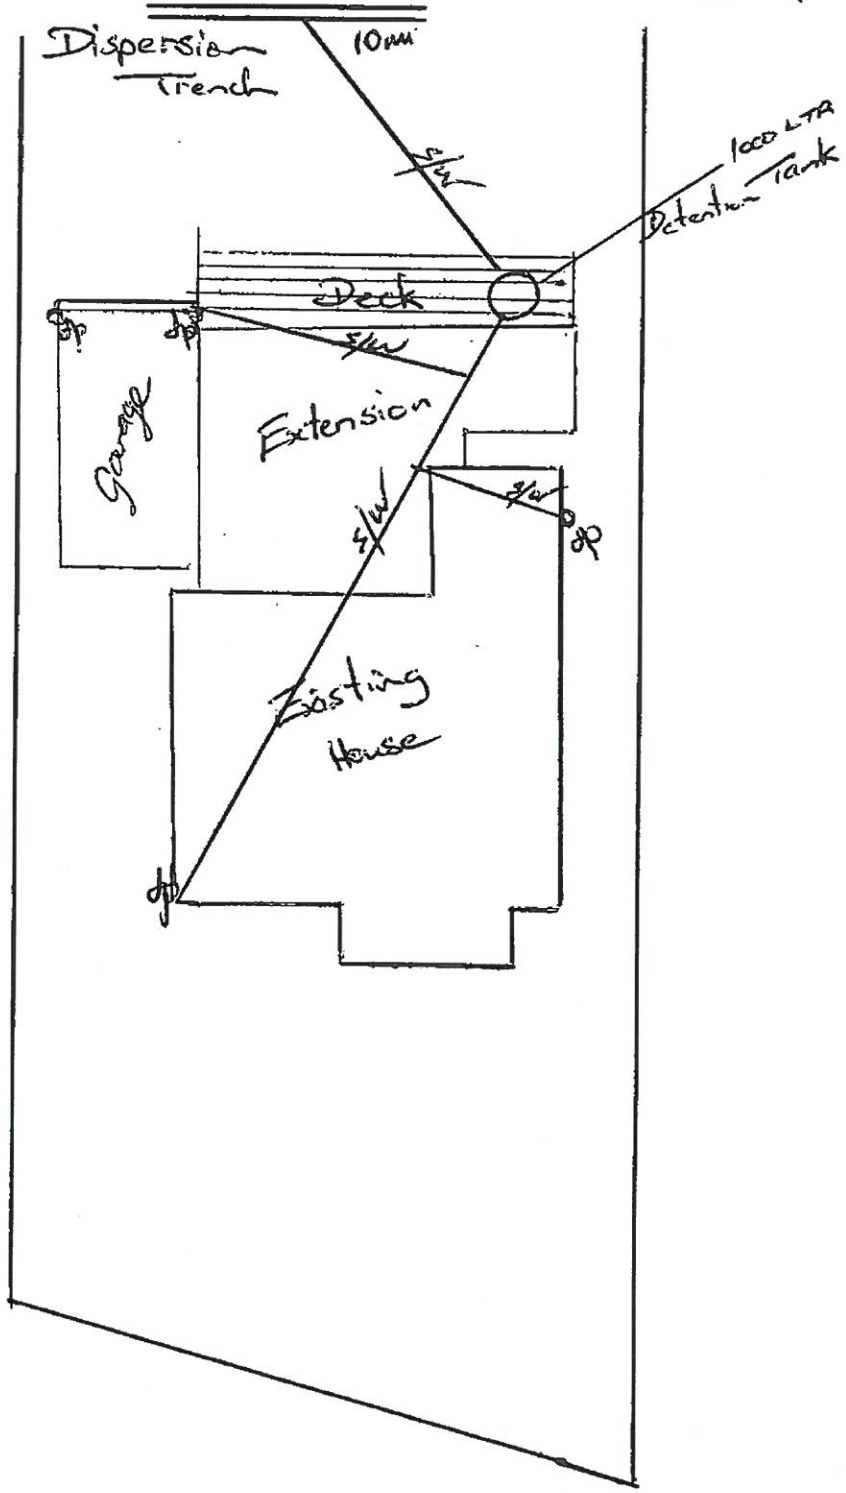 Dispersion
Trench
10m
S/W
1000 LTR
Detention Tank
Deck
dp
dp
S/W
Garage
Extension
S/W
dp
S/W
Existing
House
dp